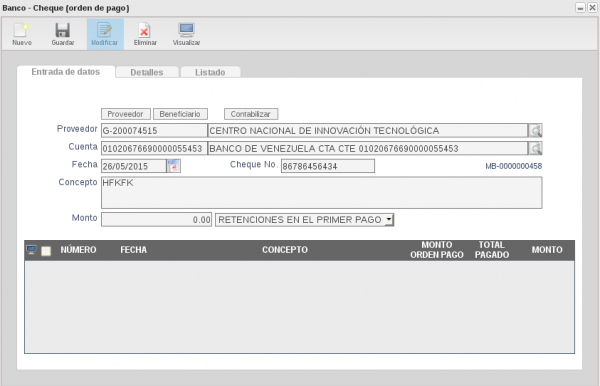 Banco - Cheque (orden de pago)
Nuevo Guardar Modificar Eliminar Visualizar
Entrada de datos Detalles Listado
Proveedor Beneficiario Contabilizar
Proveedor G-200074515 CENTRO NACIONAL DE INNOVACIÓN TECNOLÓGICA
Cuenta 01020676690000055453 BANCO DE VENEZUELA CTA CTE 01020676690000055453
Fecha 26/05/2015 Cheque No. 86786456434 MB-0000000458
Concepto HFKFK
Monto 0.00 RETENCIONES EN EL PRIMER PAGO
NÚMERO FECHA CONCEPTO MONTO ORDEN PAGO TOTAL PAGADO MONTO